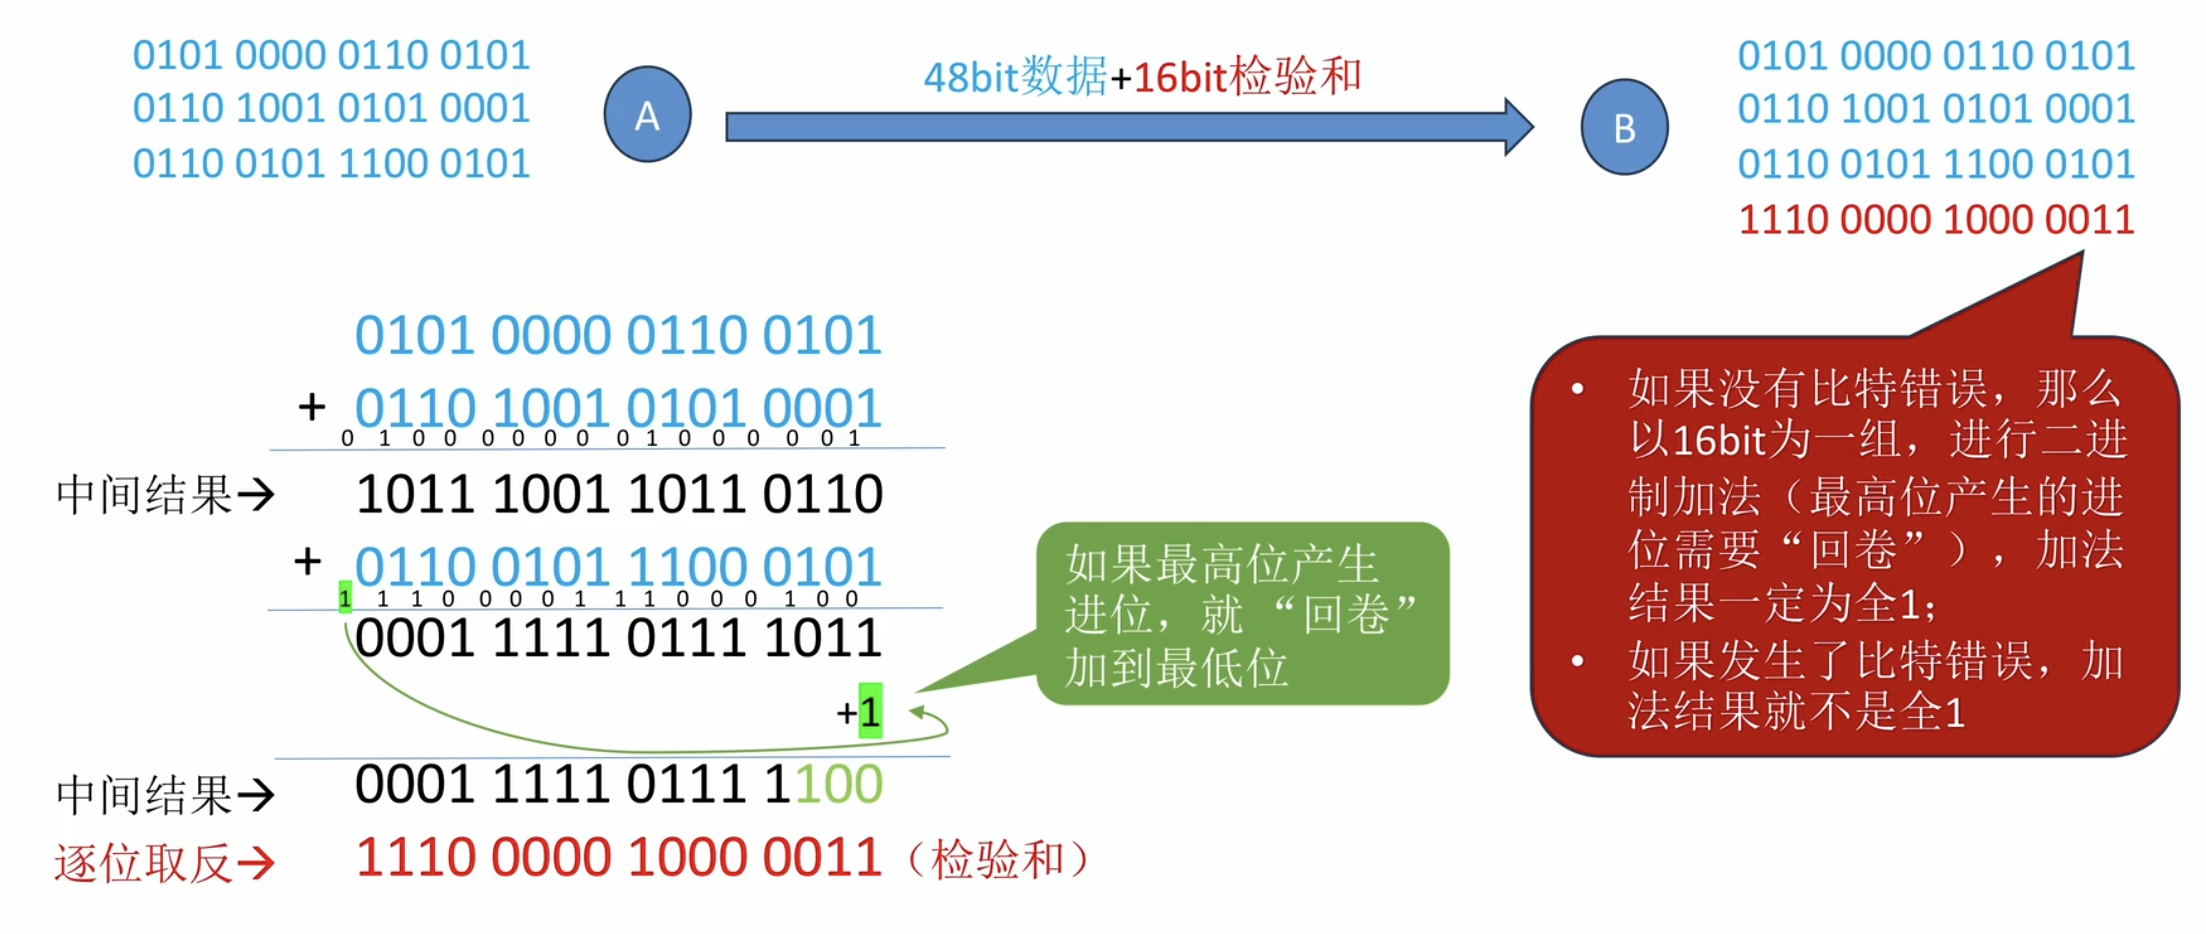 0101 0000 0110 0101
0110 1001 0101 0001
0110 0101 1100 0101
A
48bit数据+16bit检验和
B
0101 0000 0110 0101
0110 1001 0101 0001
0110 0101 1100 0101
1110 0000 1000 0011
0101 0000 0110 0101
+ 0110 1001 0101 0001
0 1 0 0 0 0 0 0 0 1 0 0 0 0 0 1
中间结果→ 1011 1001 1011 0110
+ 0110 0101 1100 0101
1 1 1 0 0 0 0 1 1 1 0 0 0 1 0 0
0001 1111 0111 1011
+1
中间结果→ 0001 1111 0111 1100
逐位取反→ 1110 0000 1000 0011（检验和）
如果最高位产生
进位，就 “回卷”
加到最低位
• 如果没有比特错误，那么
以16bit为一组，进行二进
制加法（最高位产生的进
位需要“回卷”），加法
结果一定为全1；
• 如果发生了比特错误，加
法结果就不是全1